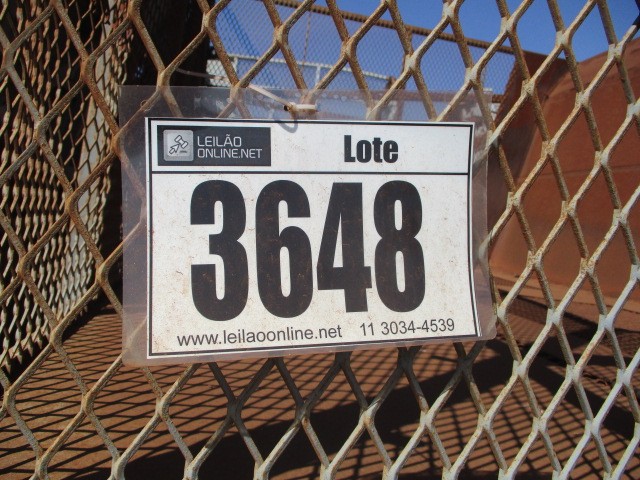 LEILÃO
ONLINE.NET
Lote
3648
www.leilaoonline.net 11 3034-4539